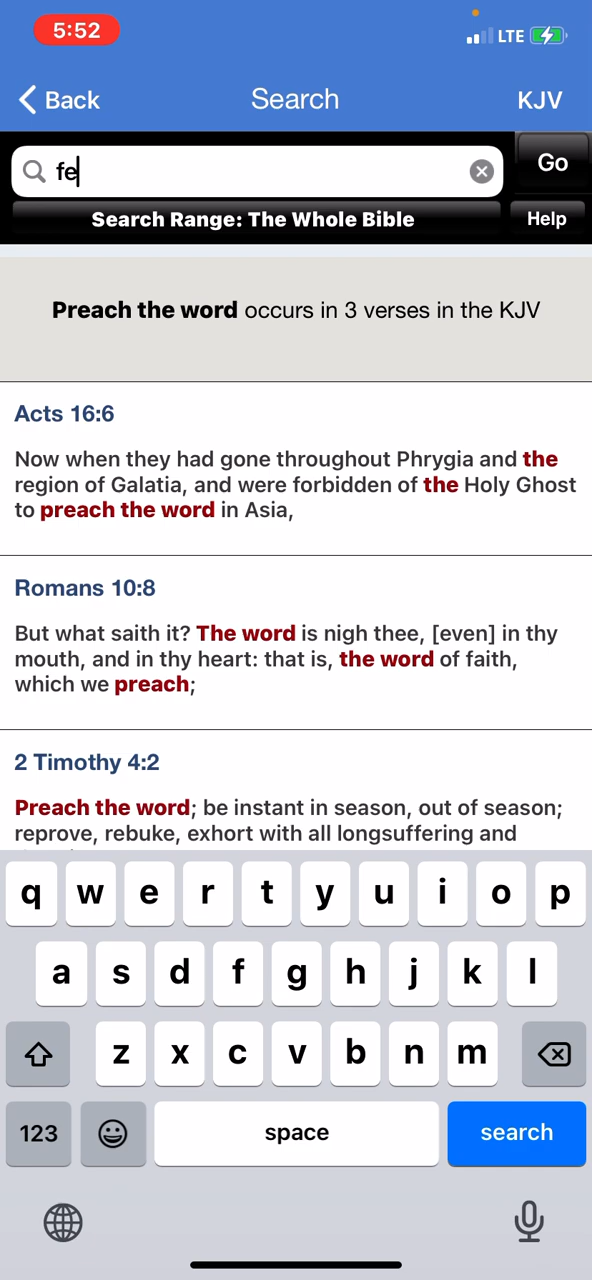 5:52
LTE
Back
Search
KJV
fe
Go
Search Range: The Whole Bible
Help
Preach the word occurs in 3 verses in the KJV
Acts 16:6
Now when they had gone throughout Phrygia and the
region of Galatia, and were forbidden of the Holy Ghost
to preach the word in Asia,
Romans 10:8
But what saith it? The word is nigh thee, [even] in thy
mouth, and in thy heart: that is, the word of faith,
which we preach;
2 Timothy 4:2
Preach the word; be instant in season, out of season;
reprove, rebuke, exhort with all longsuffering and
q w e r t y u i o p
a s d f g h j k l
z x c v b n m
123
space
search